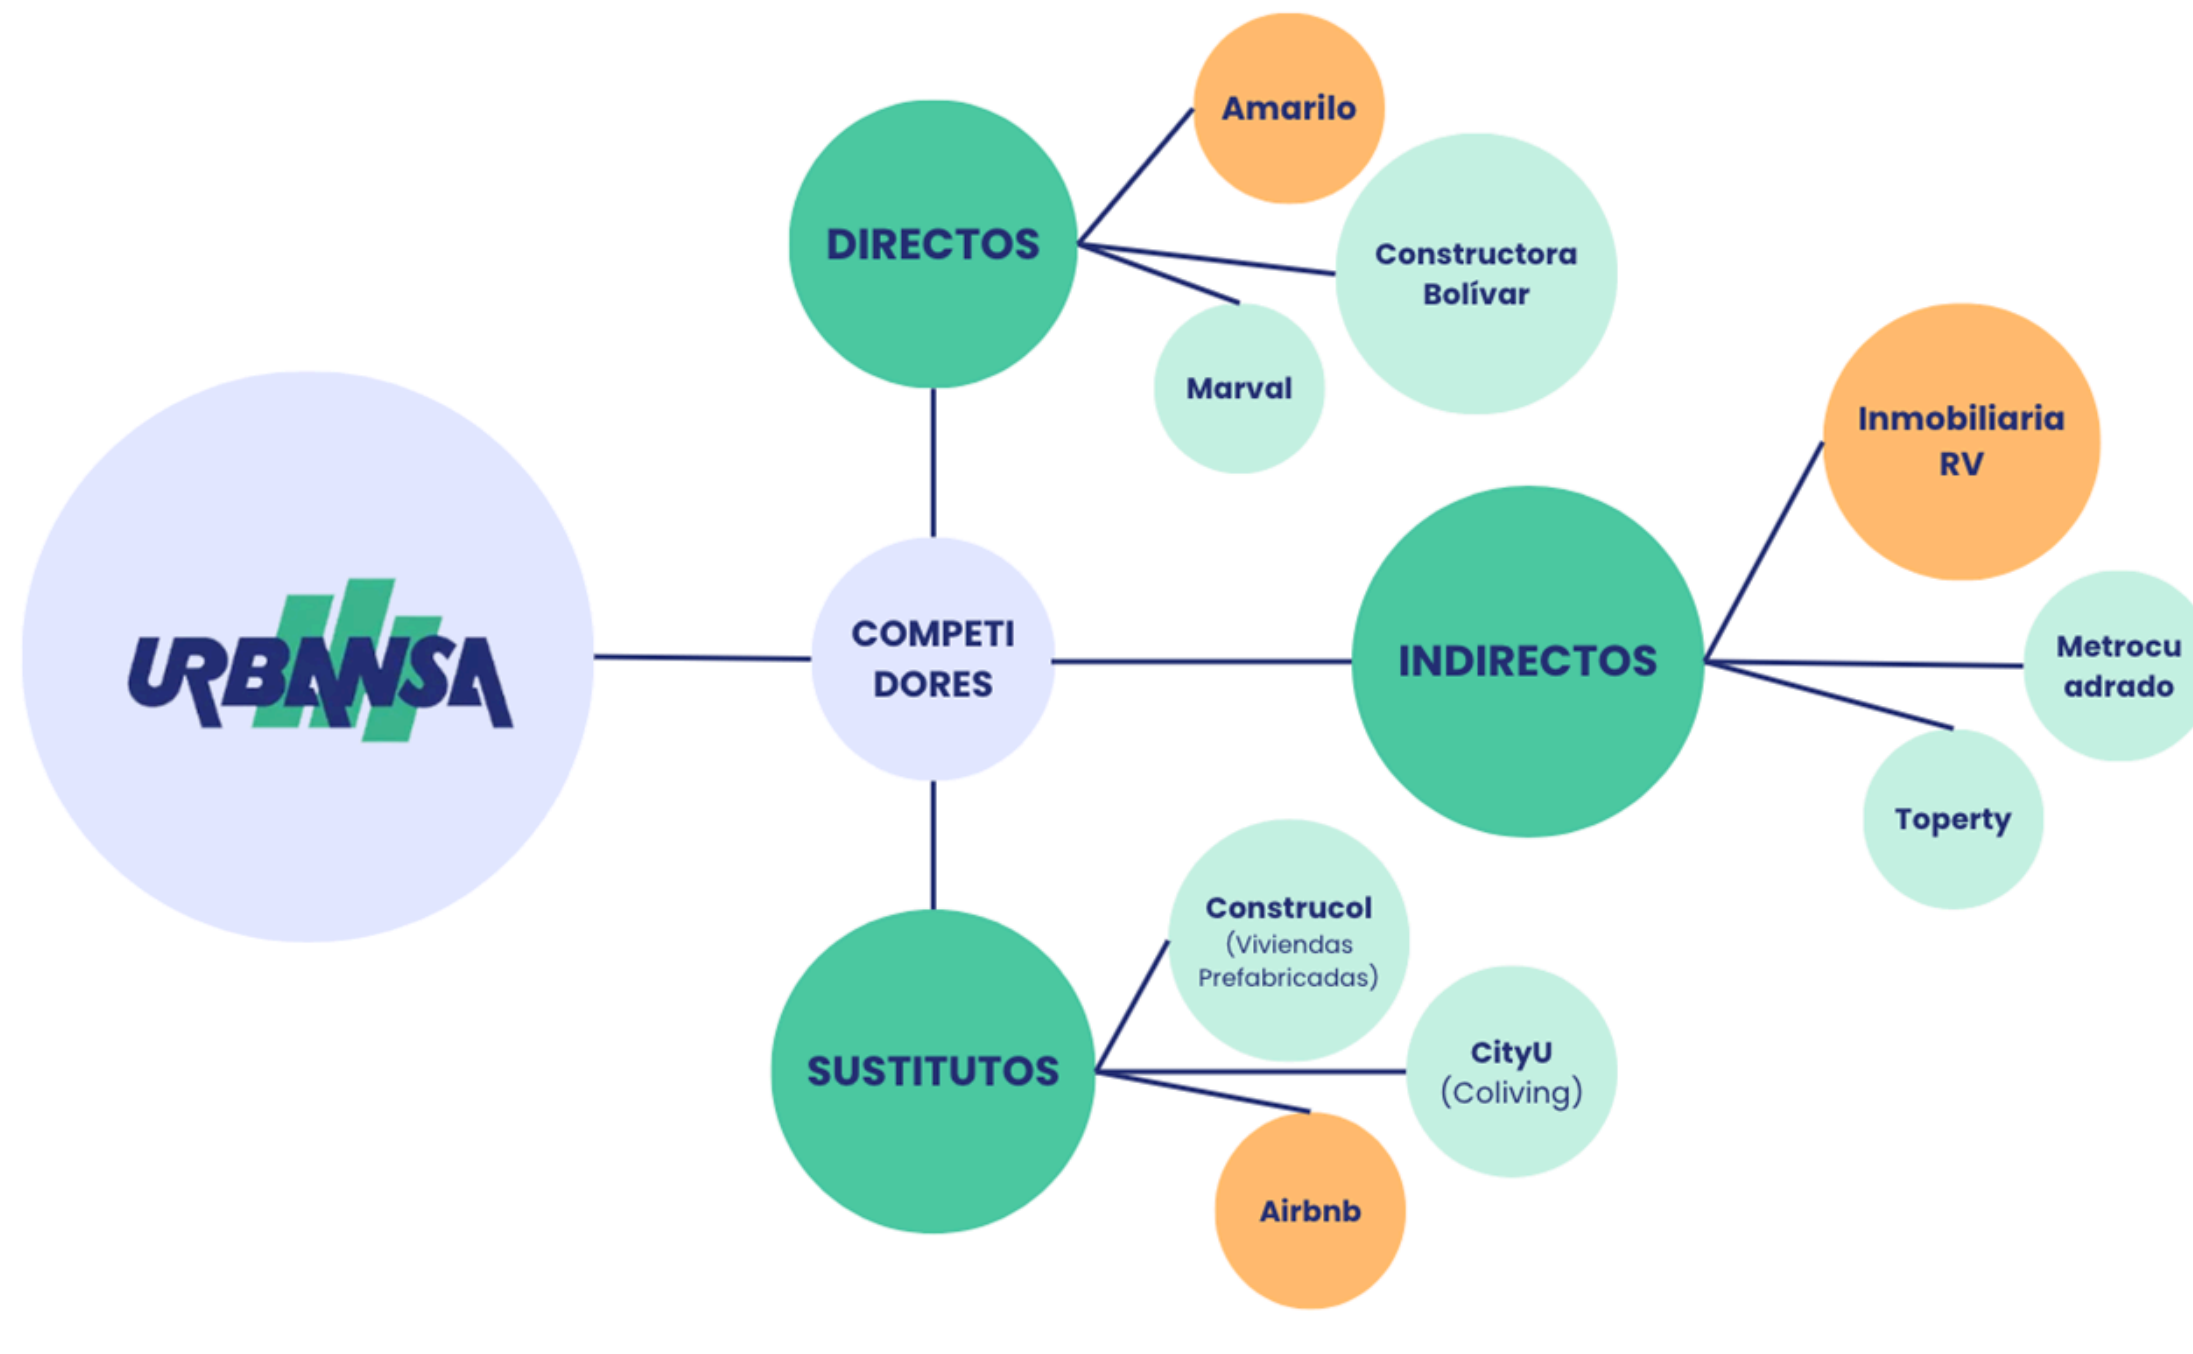 Amarilo
DIRECTOS
Constructora
Bolívar
Marval
Inmobiliaria
RV
URBANSA
COMPETI
DORES
INDIRECTOS
Metrocu
adrado
Toperty
Construcol
(Viviendas
Prefabricadas)
SUSTITUTOS
CityU
(Coliving)
Airbnb